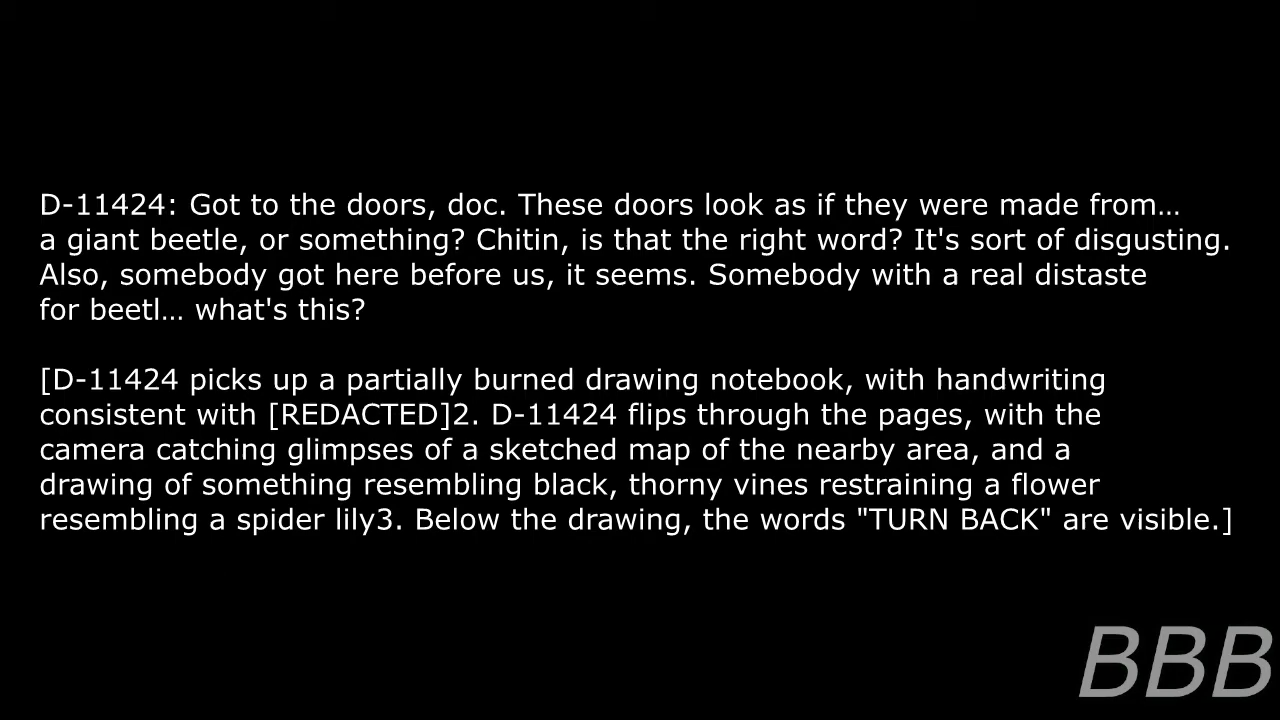 D-11424: Got to the doors, doc. These doors look as if they were made from…
a giant beetle, or something? Chitin, is that the right word? It's sort of disgusting.
Also, somebody got here before us, it seems. Somebody with a real distaste
for beetl… what's this?
[D-11424 picks up a partially burned drawing notebook, with handwriting
consistent with [REDACTED]2. D-11424 flips through the pages, with the
camera catching glimpses of a sketched map of the nearby area, and a
drawing of something resembling black, thorny vines restraining a flower
resembling a spider lily3. Below the drawing, the words "TURN BACK" are visible.]
BBB